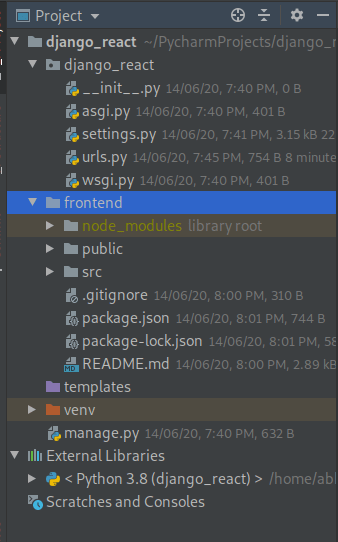 Project
django_react ~/PycharmProjects/django_r
django_react
__init__.py 14/06/20, 7:40 PM, 0 B
asgi.py 14/06/20, 7:40 PM, 401 B
settings.py 14/06/20, 7:41 PM, 3.15 kB 22
urls.py 14/06/20, 7:45 PM, 754 B 8 minute
wsgi.py 14/06/20, 7:40 PM, 401 B
frontend
node_modules library root
public
src
.gitignore 14/06/20, 8:00 PM, 310 B
package.json 14/06/20, 8:01 PM, 744 B
package-lock.json 14/06/20, 8:01 PM, 58
README.md 14/06/20, 8:00 PM, 2.89 kB
templates
venv
manage.py 14/06/20, 7:40 PM, 632 B
External Libraries
< Python 3.8 (django_react) > /home/abl
Scratches and Consoles